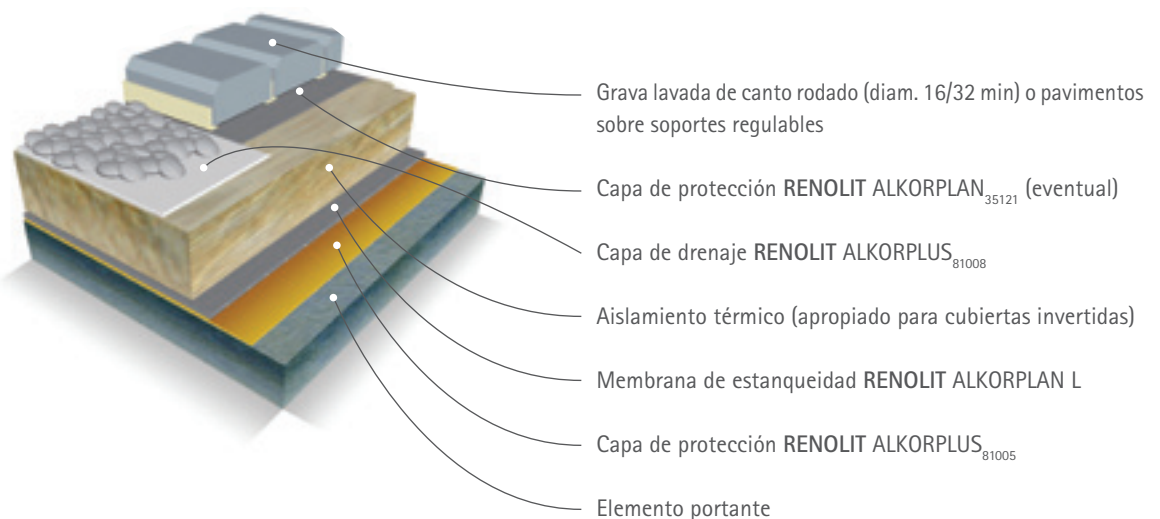 Grava lavada de canto rodado (diam. 16/32 min) o pavimentos
sobre soportes regulables
Capa de protección RENOLIT ALKORPLAN35121 (eventual)
Capa de drenaje RENOLIT ALKORPLUS81008
Aislamiento térmico (apropiado para cubiertas invertidas)
Membrana de estanqueidad RENOLIT ALKORPLAN L
Capa de protección RENOLIT ALKORPLUS81005
Elemento portante